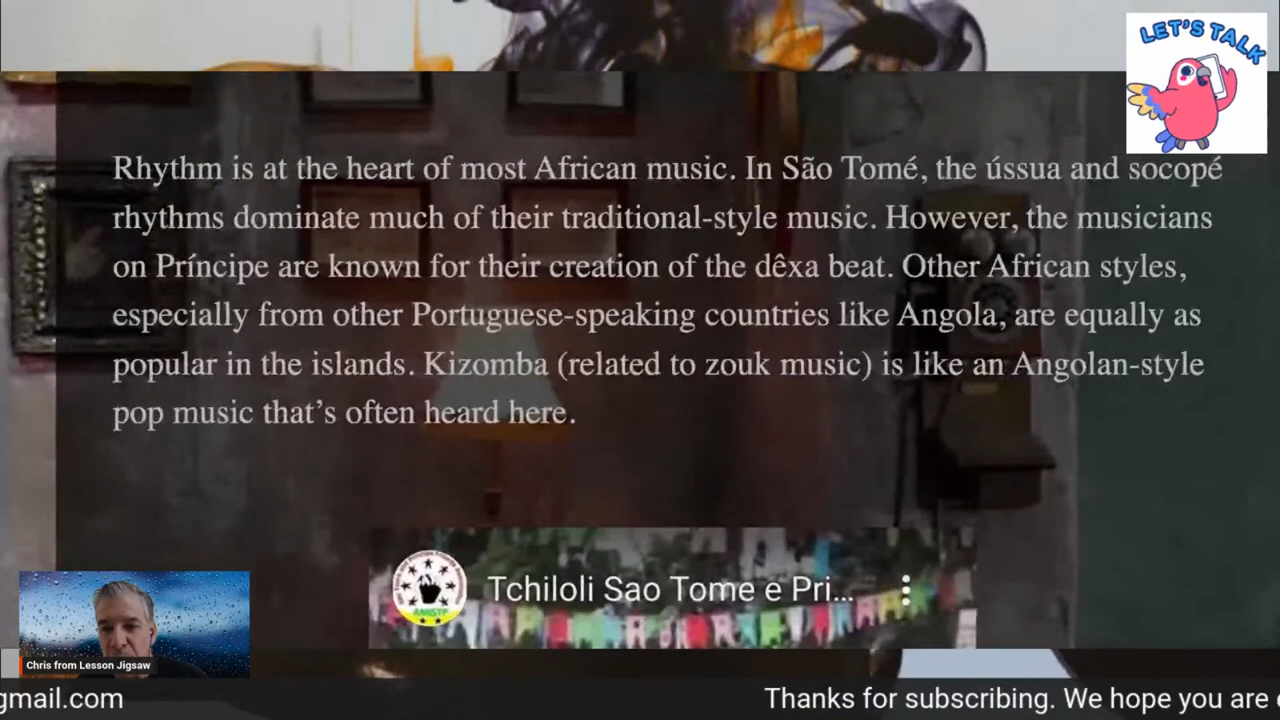 LET'S TALK
Rhythm is at the heart of most African music. In São Tomé, the ússua and socopé
rhythms dominate much of their traditional-style music. However, the musicians
on Príncipe are known for their creation of the dêxa beat. Other African styles,
especially from other Portuguese-speaking countries like Angola, are equally as
popular in the islands. Kizomba (related to zouk music) is like an Angolan-style
pop music that’s often heard here.
Tchiloli Sao Tome e Pri...
Chris from Lesson Jigsaw
gmail.com
Thanks for subscribing. We hope you are